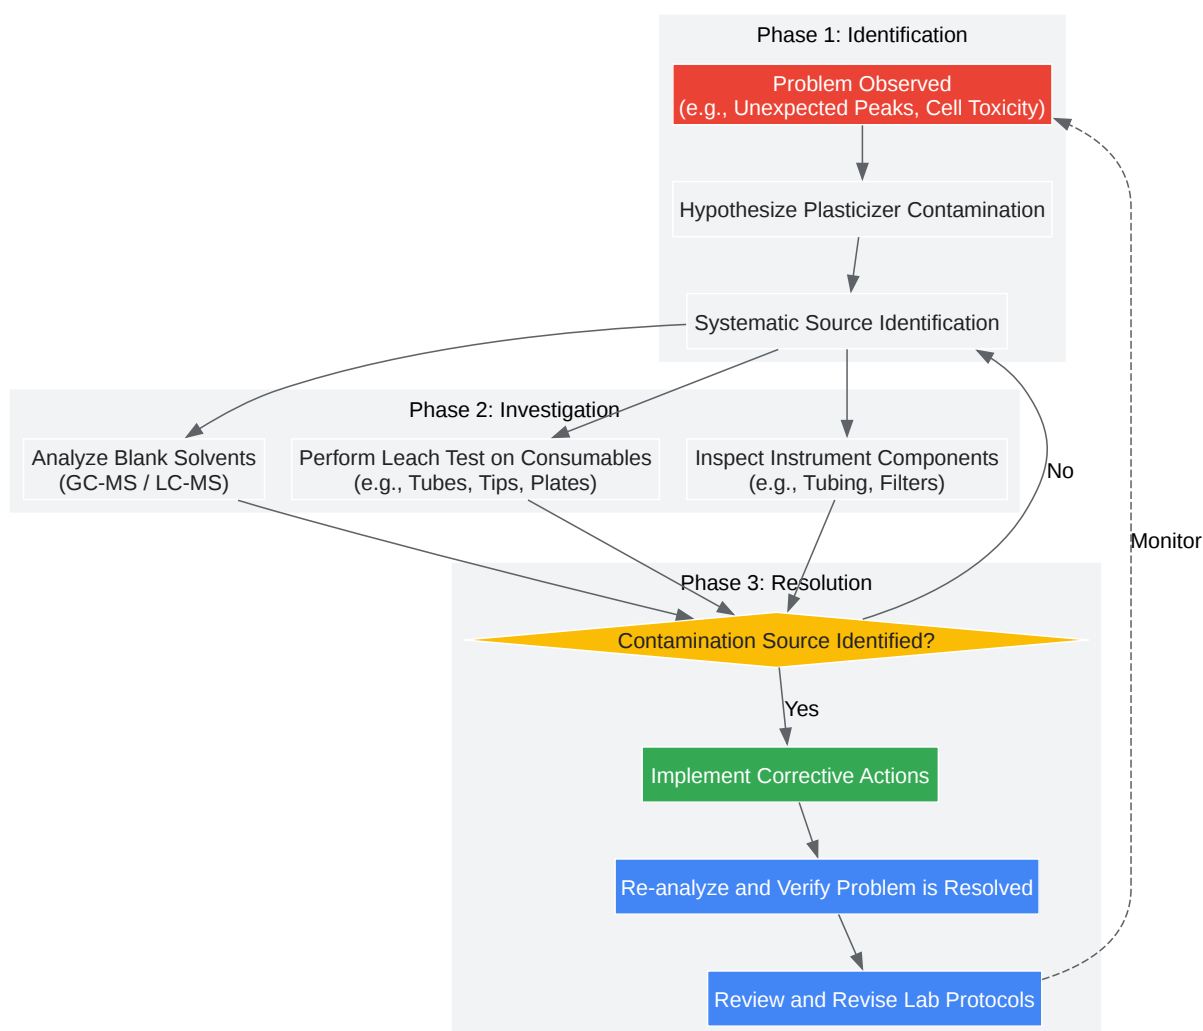 Phase 1: Identification
Problem Observed
(e.g., Unexpected Peaks, Cell Toxicity)
Hypothesize Plasticizer Contamination
Systematic Source Identification
Phase 2: Investigation
Analyze Blank Solvents
(GC-MS / LC-MS)
Perform Leach Test on Consumables
(e.g., Tubes, Tips, Plates)
Inspect Instrument Components
(e.g., Tubing, Filters)
No
Monitor
Phase 3: Resolution
Contamination Source Identified?
Yes
Implement Corrective Actions
Re-analyze and Verify Problem is Resolved
Review and Revise Lab Protocols